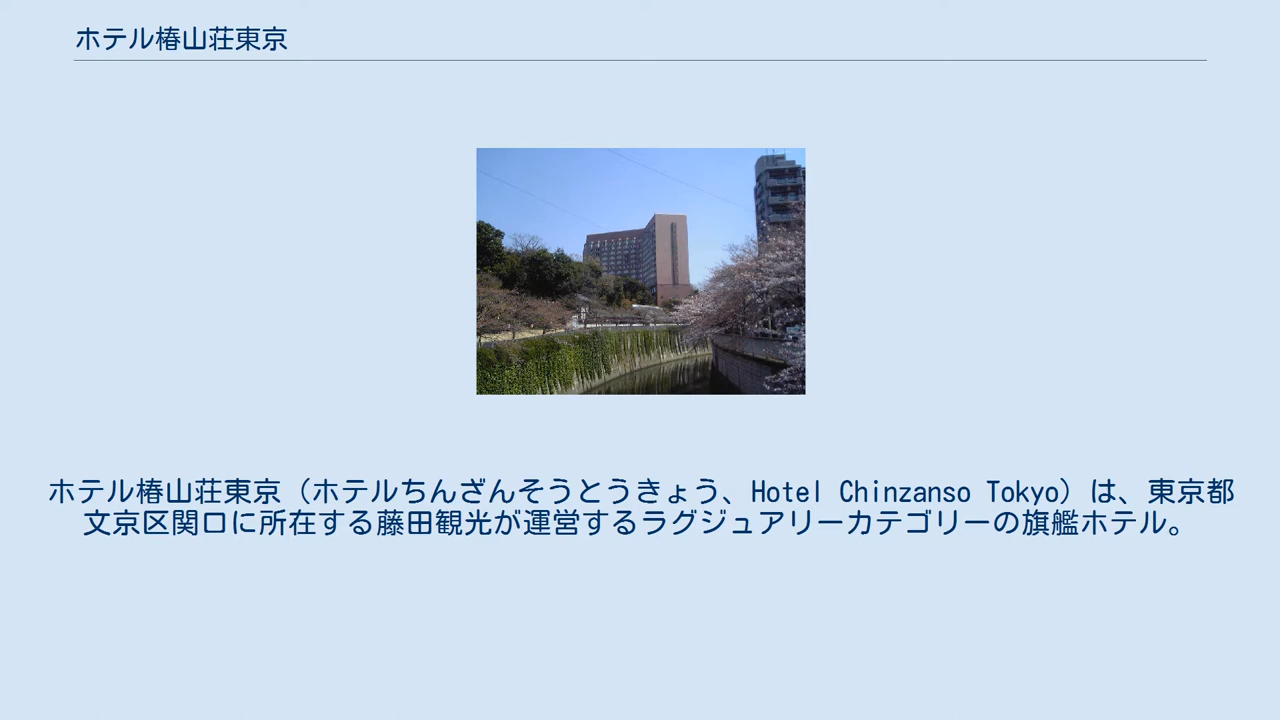 ホテル椿山荘東京
ホテル椿山荘東京（ホテルちんざんそうとうきょう、Hotel Chinzanso Tokyo）は、東京都
文京区関口に所在する藤田観光が運営するラグジュアリーカテゴリーの旗艦ホテル。